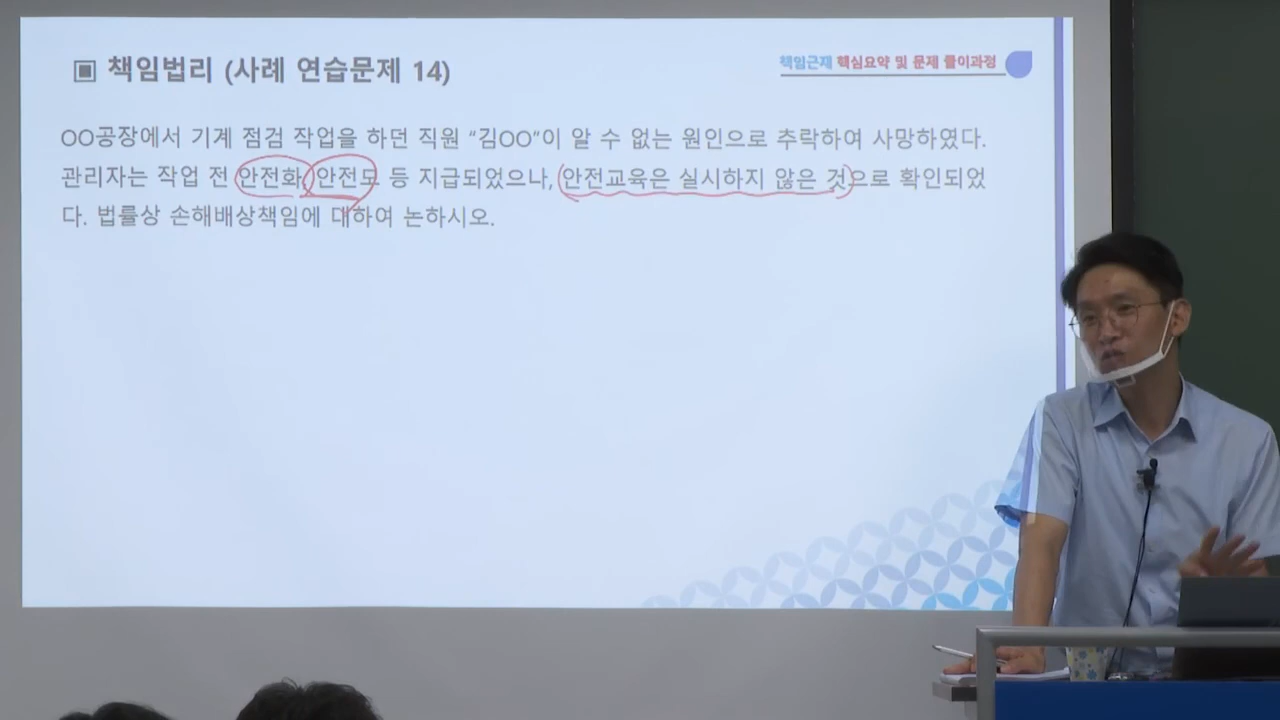 ▣ 책임법리 (사례 연습문제 14)
책임근재 핵심요약 및 문제 풀이과정
OO공장에서 기계 점검 작업을 하던 직원 “김OO”이 알 수 없는 원인으로 추락하여 사망하였다.
관리자는 작업 전 안전화, 안전모 등 지급되었으나, 안전교육은 실시하지 않은 것으로 확인되었
다. 법률상 손해배상책임에 대하여 논하시오.